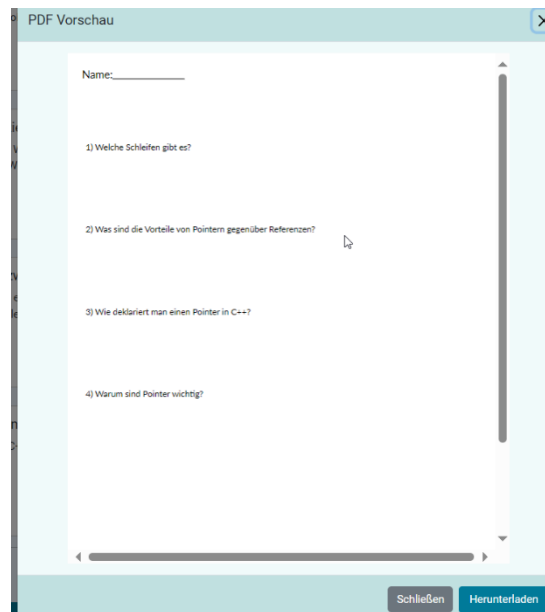 PDF Vorschau
Name:______________
1) Welche Schleifen gibt es?
2) Was sind die Vorteile von Pointern gegenüber Referenzen?
3) Wie deklariert man einen Pointer in C++?
4) Warum sind Pointer wichtig?
Schließen Herunterladen